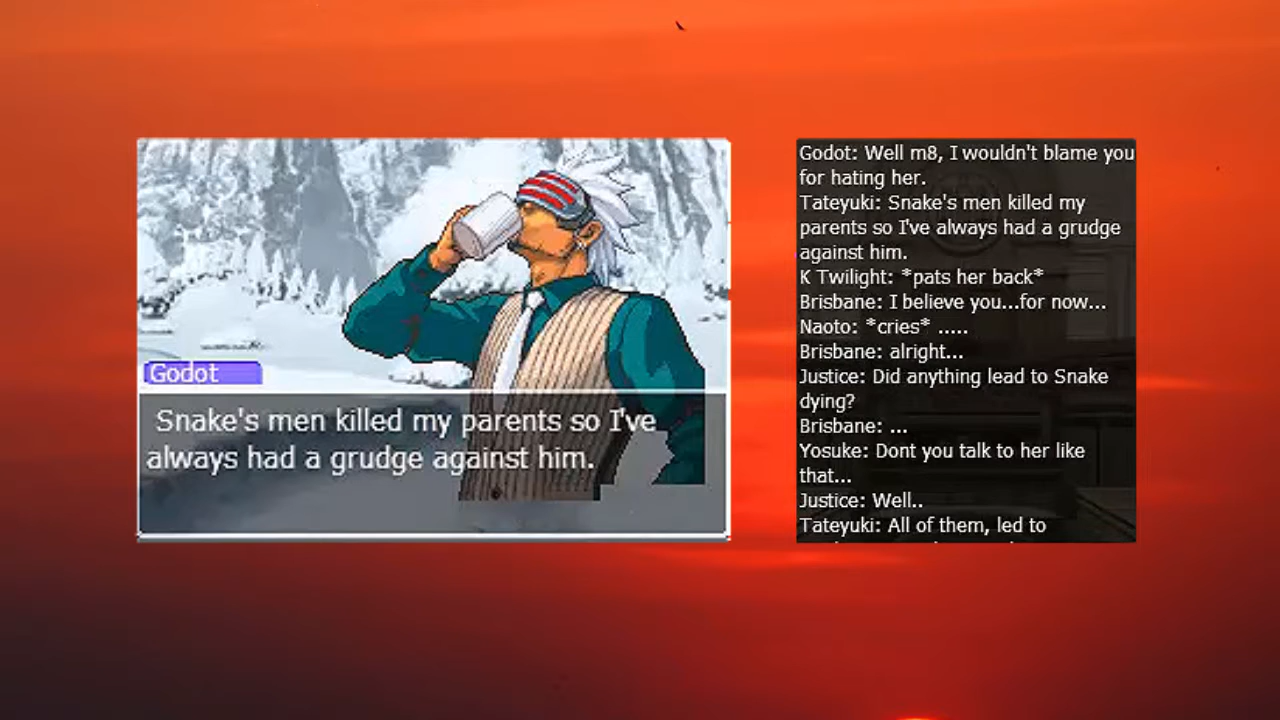 Godot
Snake's men killed my parents so I've
always had a grudge against him.
Godot: Well m8, I wouldn't blame you
for hating her.
Tateyuki: Snake's men killed my
parents so I've always had a grudge
against him.
K Twilight: *pats her back*
Brisbane: I believe you...for now...
Naoto: *cries* .....
Brisbane: alright...
Justice: Did anything lead to Snake
dying?
Brisbane: ...
Yosuke: Dont you talk to her like
that...
Justice: Well..
Tateyuki: All of them, led to